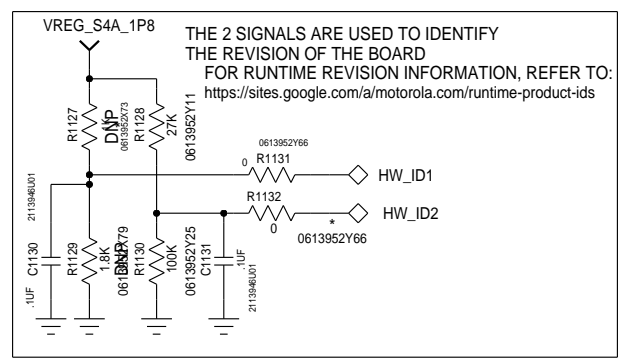 VREG_S4A_1P8
THE 2 SIGNALS ARE USED TO IDENTIFY
THE REVISION OF THE BOARD
FOR RUNTIME REVISION INFORMATION, REFER TO:
https://sites.google.com/a/motorola.com/runtime-product-ids
R1127
DNP
0613952X73
R1128
27K
0613952Y11
0613952Y66
0
R1131
HW_ID1
R1132
0
*
0613952Y66
HW_ID2
2113946U01
C1130
.1UF
R1129
1.8K
DNP
0613952X79
R1130
100K
0613952Y25
C1131
.1UF
2113946U01